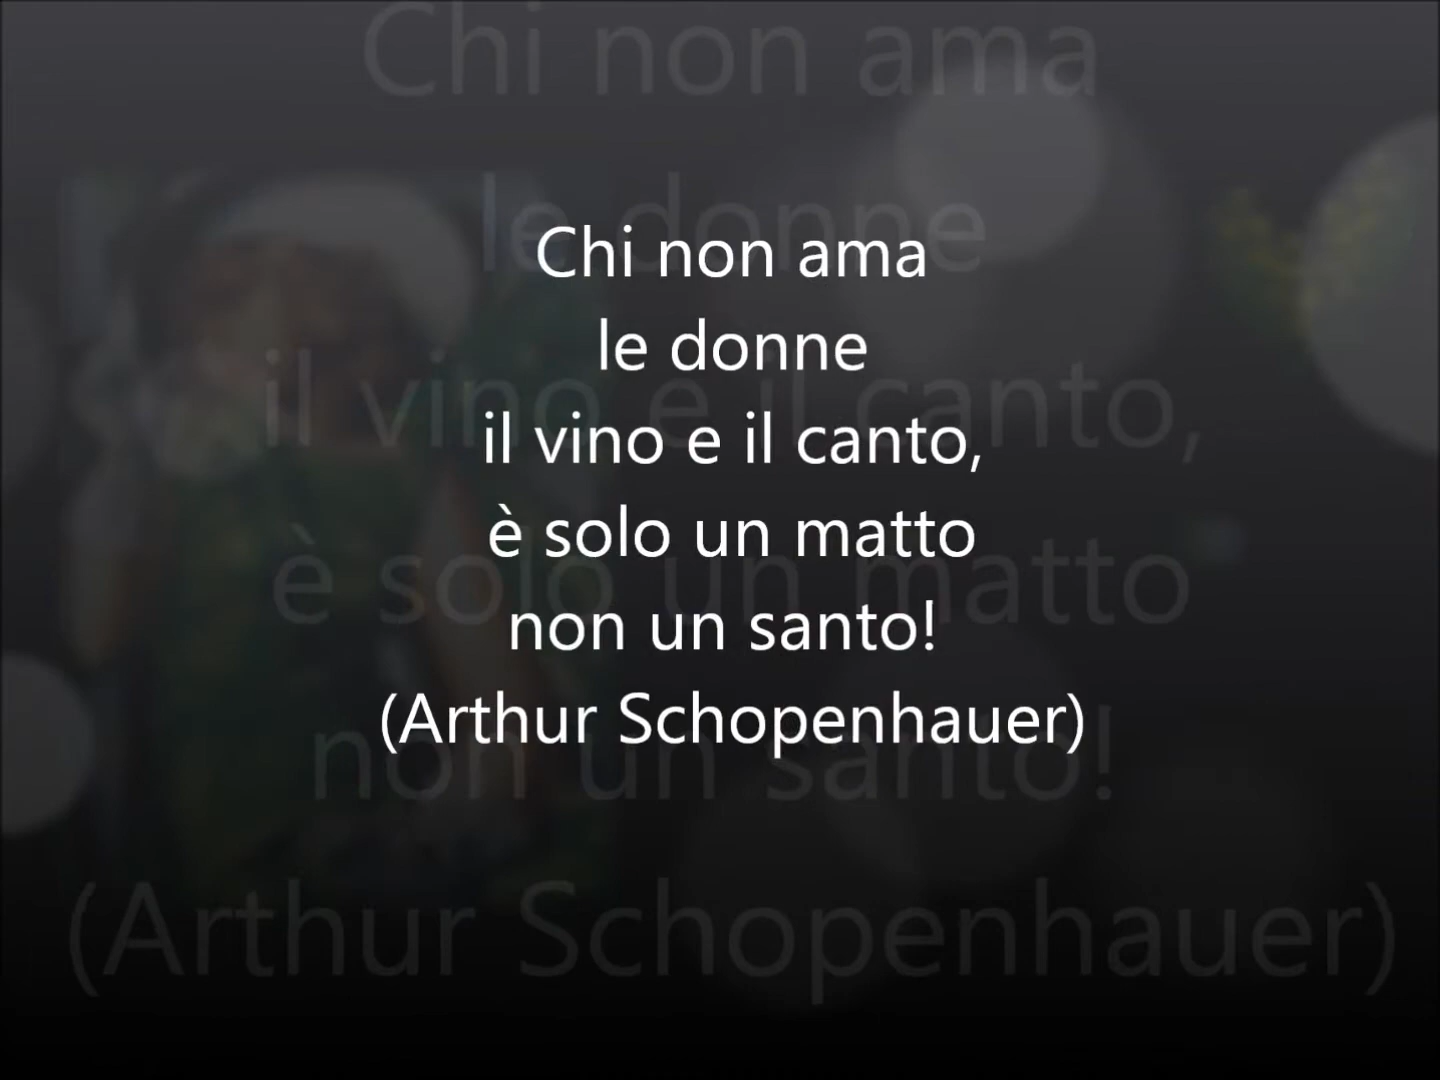 Chi non ama
le donne
il vino e il canto,
è solo un matto
non un santo!
(Arthur Schopenhauer)